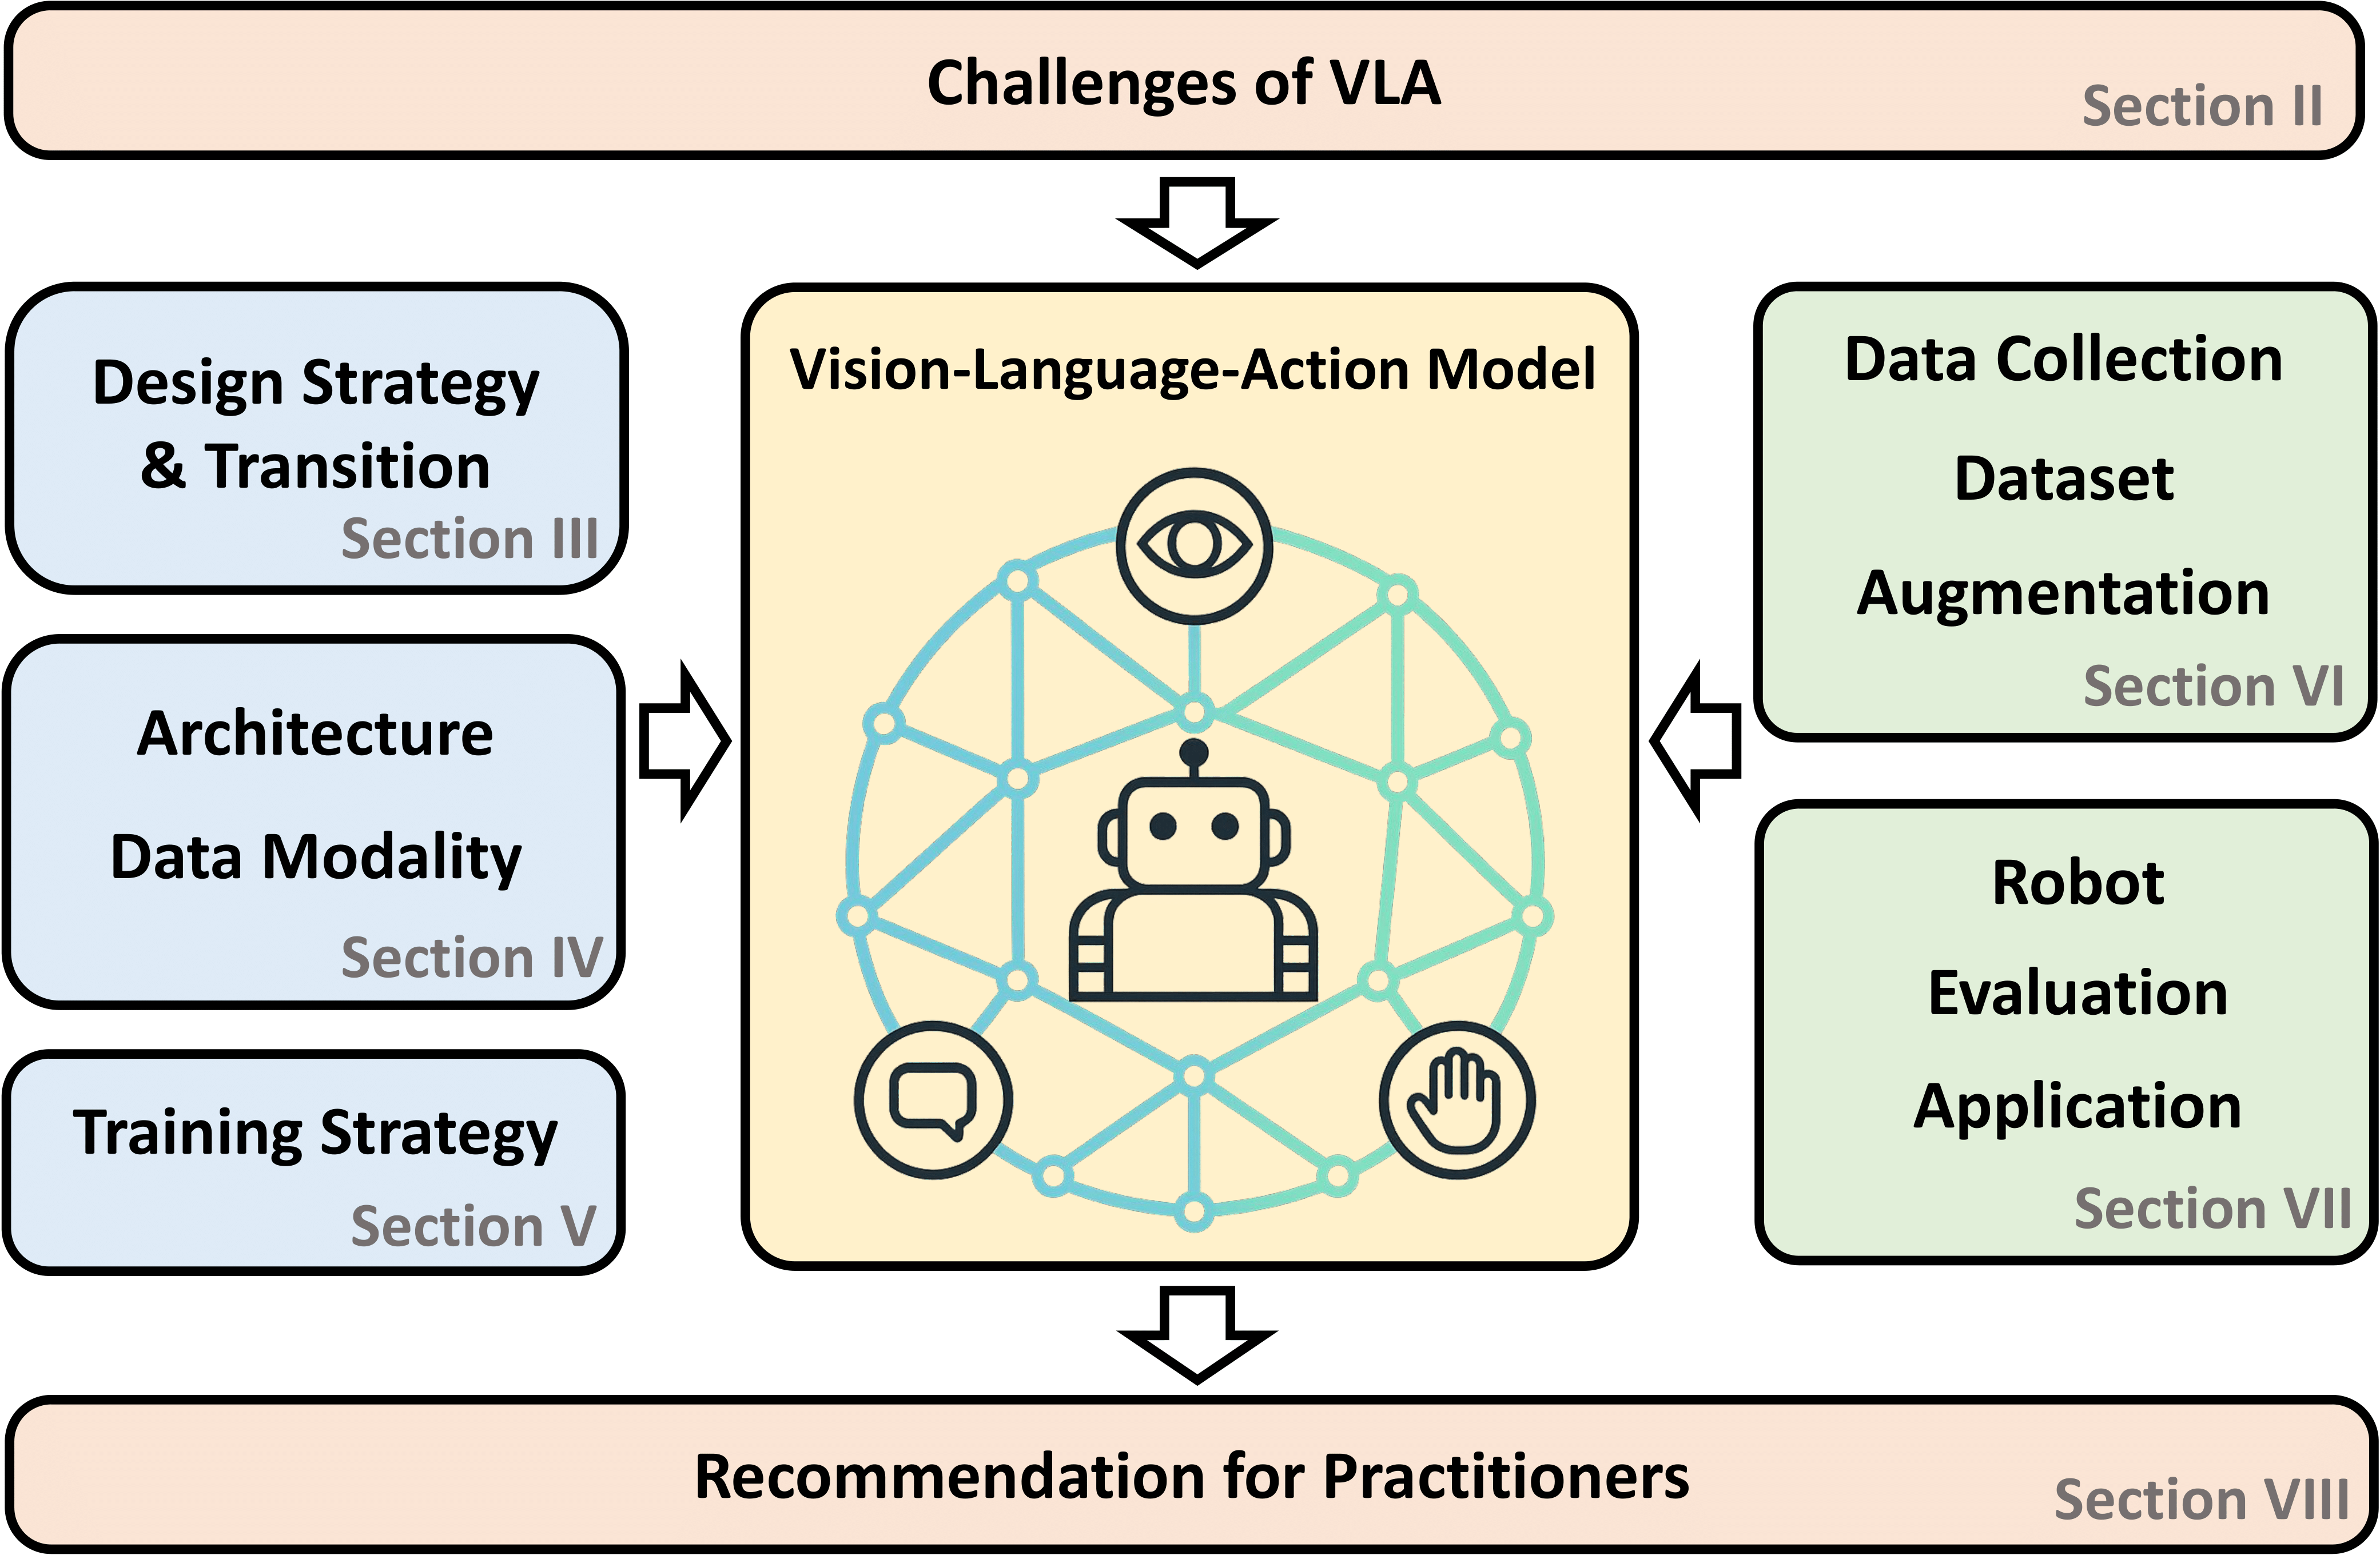 Challenges of VLA
Section II
Design Strategy
& Transition
Section III
Architecture
Data Modality
Section IV
Training Strategy
Section V
Vision-Language-Action Model
Data Collection
Dataset
Augmentation
Section VI
Robot
Evaluation
Application
Section VII
Recommendation for Practitioners
Section VIII